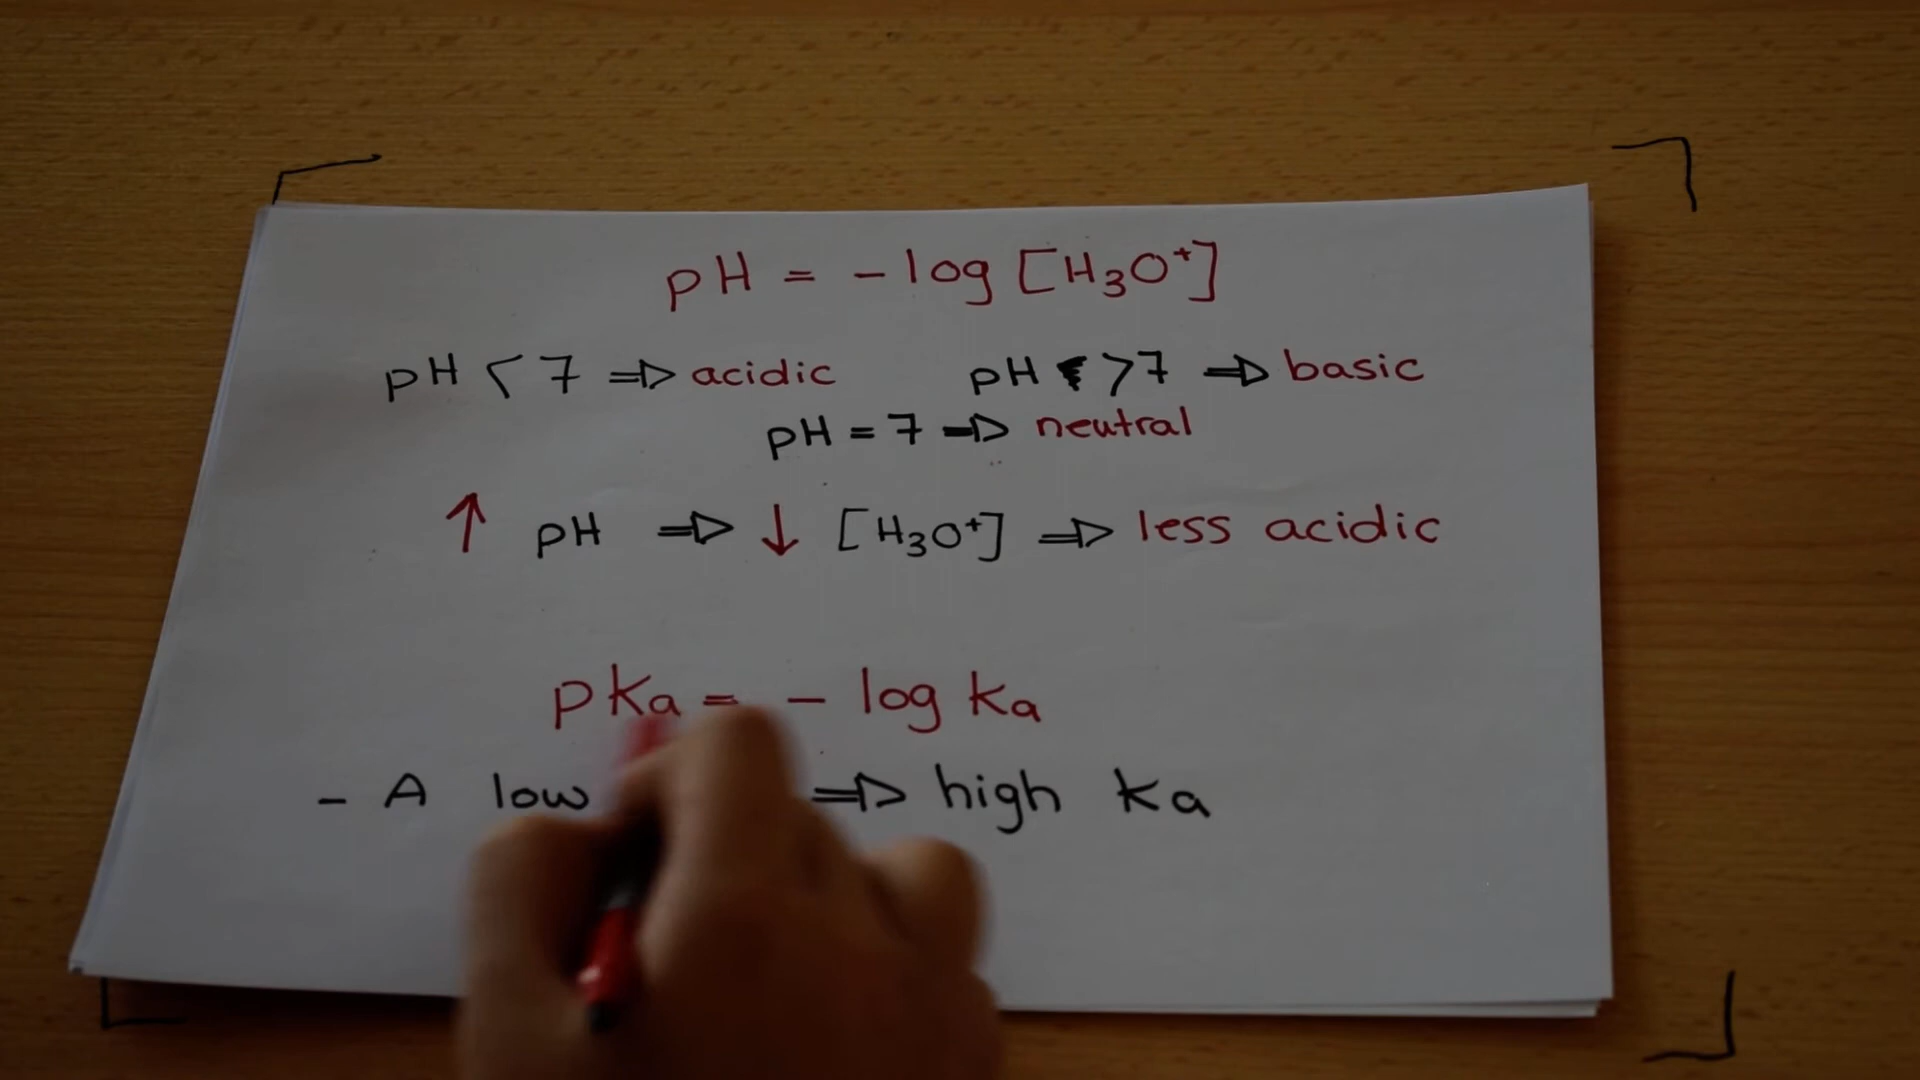 pH = - log [H₃O⁺]
pH < 7 ⇒ acidic pH > 7 ⇒ basic
pH = 7 ⇒ neutral
↑ pH ⇒ ↓ [H₃O⁺] ⇒ less acidic
pKa = - log Ka
- A low ⇒ high Ka